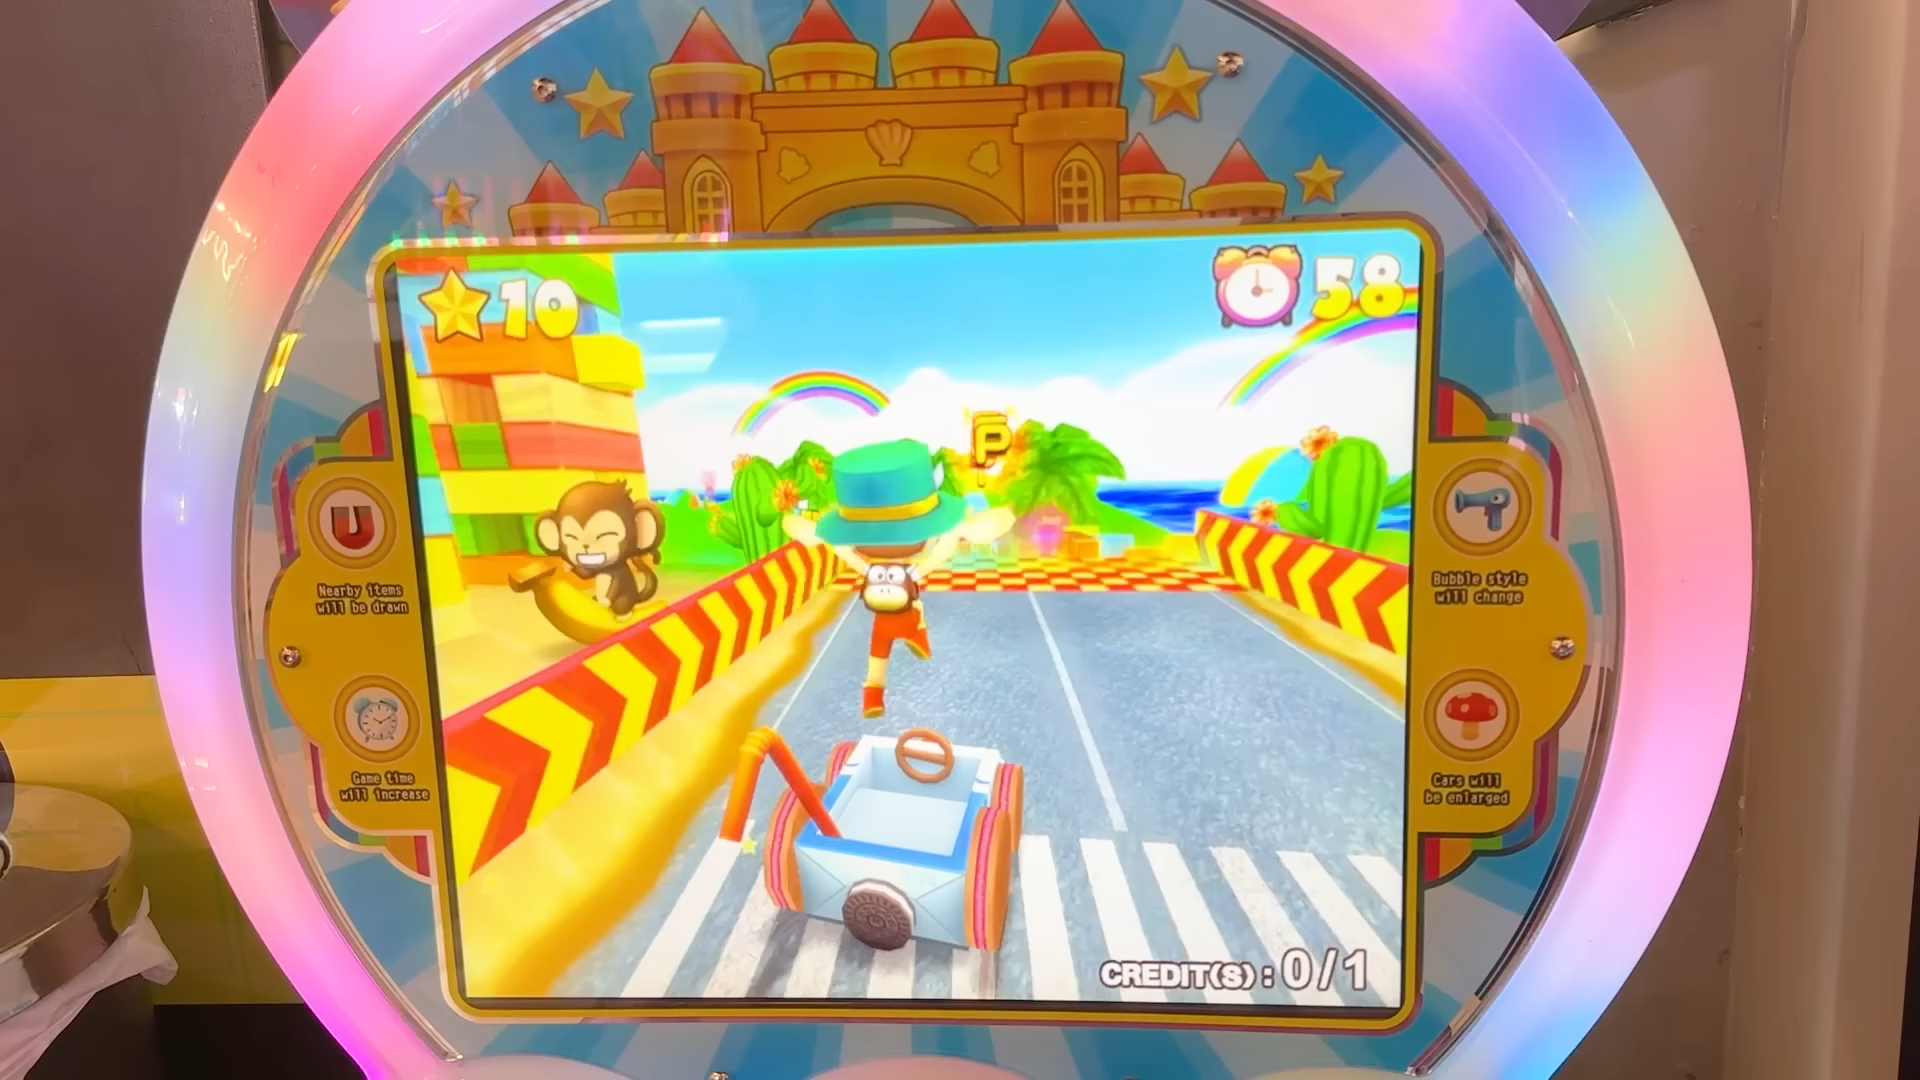 10
58
P
Nearby items
will be drawn
Bubble style
will change
Game time
will increase
Cars will
be enlarged
CREDIT(S): 0/1